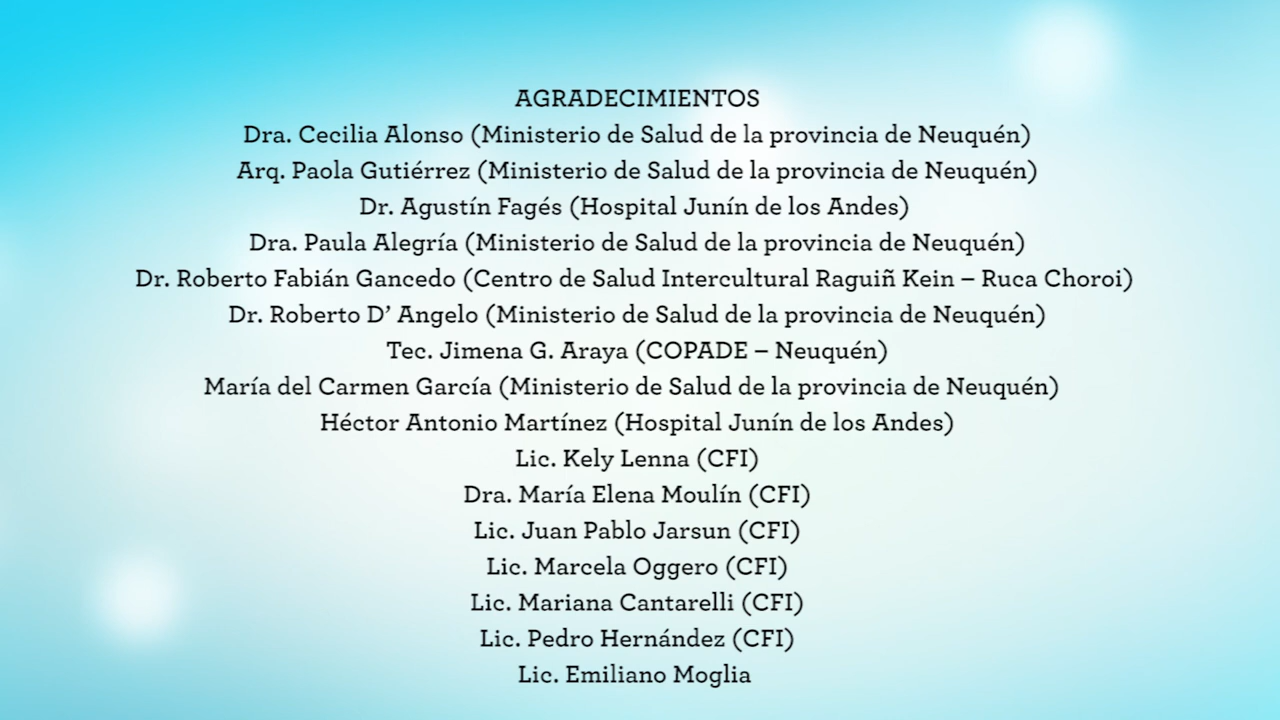 AGRADECIMIENTOS
Dra. Cecilia Alonso (Ministerio de Salud de la provincia de Neuquén)
Arq. Paola Gutiérrez (Ministerio de Salud de la provincia de Neuquén)
Dr. Agustín Fagés (Hospital Junín de los Andes)
Dra. Paula Alegría (Ministerio de Salud de la provincia de Neuquén)
Dr. Roberto Fabián Gancedo (Centro de Salud Intercultural Raguiñ Kein – Ruca Choroi)
Dr. Roberto D’ Angelo (Ministerio de Salud de la provincia de Neuquén)
Tec. Jimena G. Araya (COPADE – Neuquén)
María del Carmen García (Ministerio de Salud de la provincia de Neuquén)
Héctor Antonio Martínez (Hospital Junín de los Andes)
Lic. Kely Lenna (CFI)
Dra. María Elena Moulín (CFI)
Lic. Juan Pablo Jarsun (CFI)
Lic. Marcela Oggero (CFI)
Lic. Mariana Cantarelli (CFI)
Lic. Pedro Hernández (CFI)
Lic. Emiliano Moglia